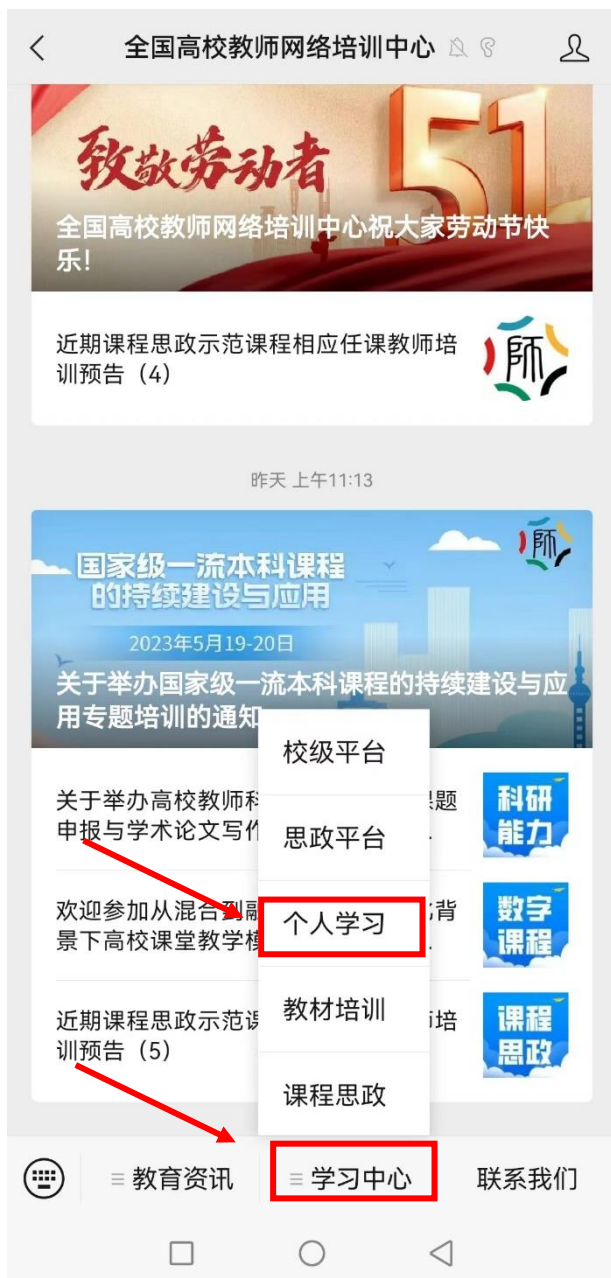 全国高校教师网络培训中心
致敬劳动者
51
全国高校教师网络培训中心祝大家劳动节快
乐!
近期课程思政示范课程相应任课教师培
训预告（4）
師
昨天 上午11:13
師
国家级一流本科课程
的持续建设与应用
2023年5月19-20日
关于举办国家级一流本科课程的持续建设与应
用专题培训的通知
校级平台
关于举办高校教师科
题
申报与学术论文写作
科研
能力
思政平台
欢迎参加从混合到融
背
景下高校课堂教学模
数字
课程
个人学习
近期课程思政示范课
培
训预告（5）
课程
思政
教材培训
课程思政
教育资讯
学习中心
联系我们